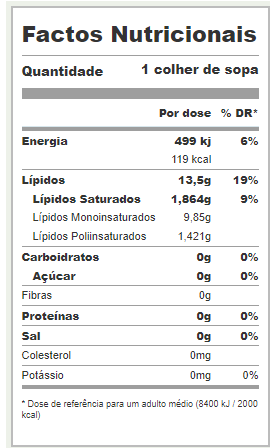 Factos Nutricionais
Quantidade 1 colher de sopa
Por dose % DR*
Energia 499 kj 6%
119 kcal
Lípidos 13,5g 19%
Lípidos Saturados 1,864g 9%
Lípidos Monoinsaturados 9,85g
Lípidos Poliinsaturados 1,421g
Carboidratos 0g 0%
Açúcar 0g 0%
Fibras 0g
Proteínas 0g 0%
Sal 0g 0%
Colesterol 0mg
Potássio 0mg 0%
* Dose de referência para um adulto médio (8400 kJ / 2000
kcal)